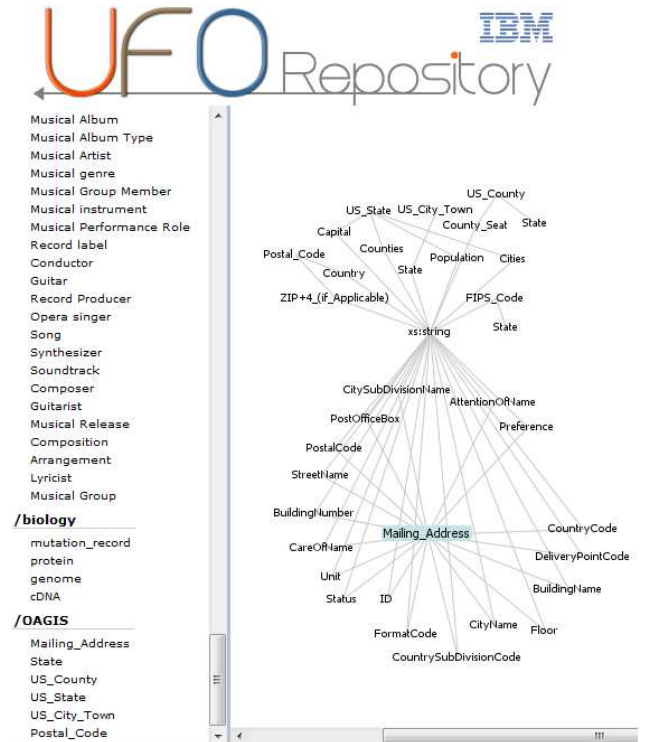 UFO Repository
IBM
Musical Album
Musical Album Type
Musical Artist
Musical genre
Musical Group Member
Musical instrument
Musical Performance Role
Record label
Conductor
Guitar
Record Producer
Opera singer
Song
Synthesizer
Soundtrack
Composer
Guitarist
Musical Release
Composition
Arrangement
Lyricist
Musical Group
/biology
mutation_record
protein
genome
cDNA
/OAGIS
Mailing_Address
State
US_County
US_State
US_City_Town
Postal_Code
US_County
US_State
US_City_Town
County_Seat
State
Capital
Postal_Code
Counties
Population
Cities
Country
State
ZIP+4_(if_Applicable)
FIPS_Code
State
xs:string
CitySubDivisionName
AttentionOfName
PostOfficeBox
Preference
PostalCode
StreetName
BuildingNumber
Mailing_Address
CountryCode
CareOfName
DeliveryPointCode
Unit
BuildingName
Status
ID
FormatCode
CityName
Floor
CountrySubDivisionCode